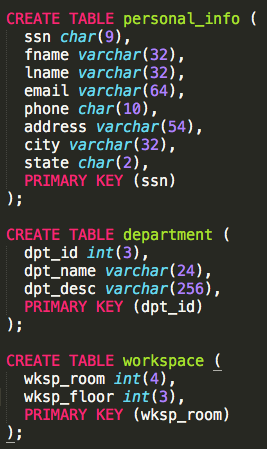 CREATE TABLE personal_info (
ssn char(9),
fname varchar(32),
lname varchar(32),
email varchar(64),
phone char(10),
address varchar(54),
city varchar(32),
state char(2),
PRIMARY KEY (ssn)
);
CREATE TABLE department (
dpt_id int(3),
dpt_name varchar(24),
dpt_desc varchar(256),
PRIMARY KEY (dpt_id)
);
CREATE TABLE workspace (
wksp_room int(4),
wksp_floor int(3),
PRIMARY KEY (wksp_room)
);